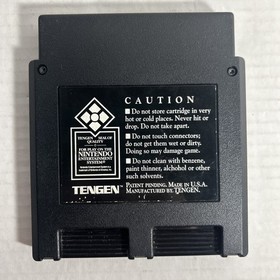 CAUTION
■ Do not store cartridge in very
hot or cold places. Never hit or
drop. Do not take apart.
■ Do not touch connectors;
do not get them wet or dirty.
Doing so may damage game.
■ Do not clean with benzene,
paint thinner, alchohol or other
such solvents.
PATENT PENDING. MADE IN U.S.A.
MANUFACTURED BY TENGEN.
TENGEN SEAL OF
QUALITY
FOR PLAY ON THE
NINTENDO
ENTERTAINMENT
SYSTEM®
TENGEN™